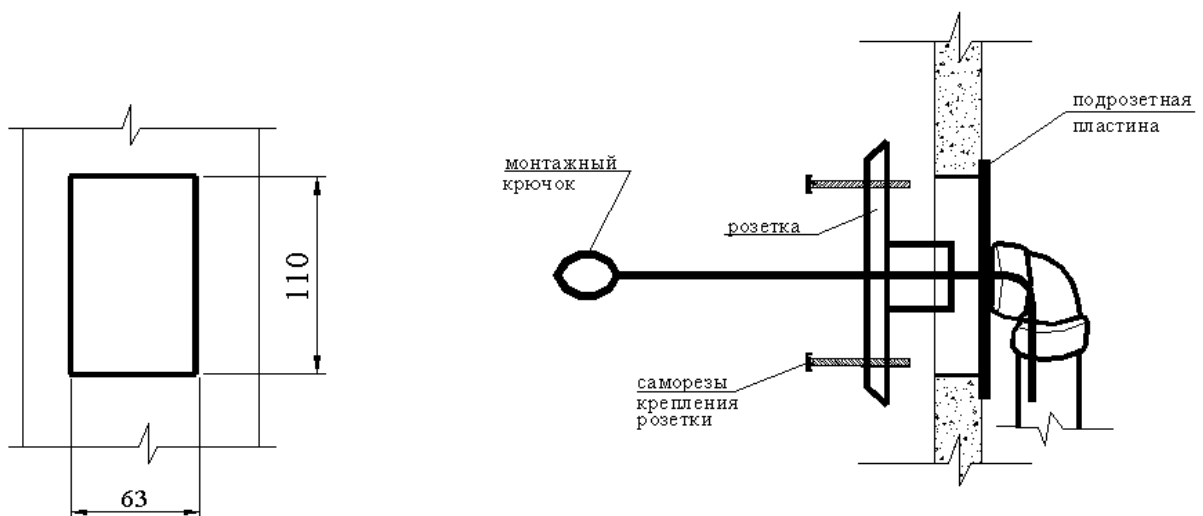 110
63
монтажный
крючок
розетка
саморезы
крепления
розетки
подрозетная
пластина